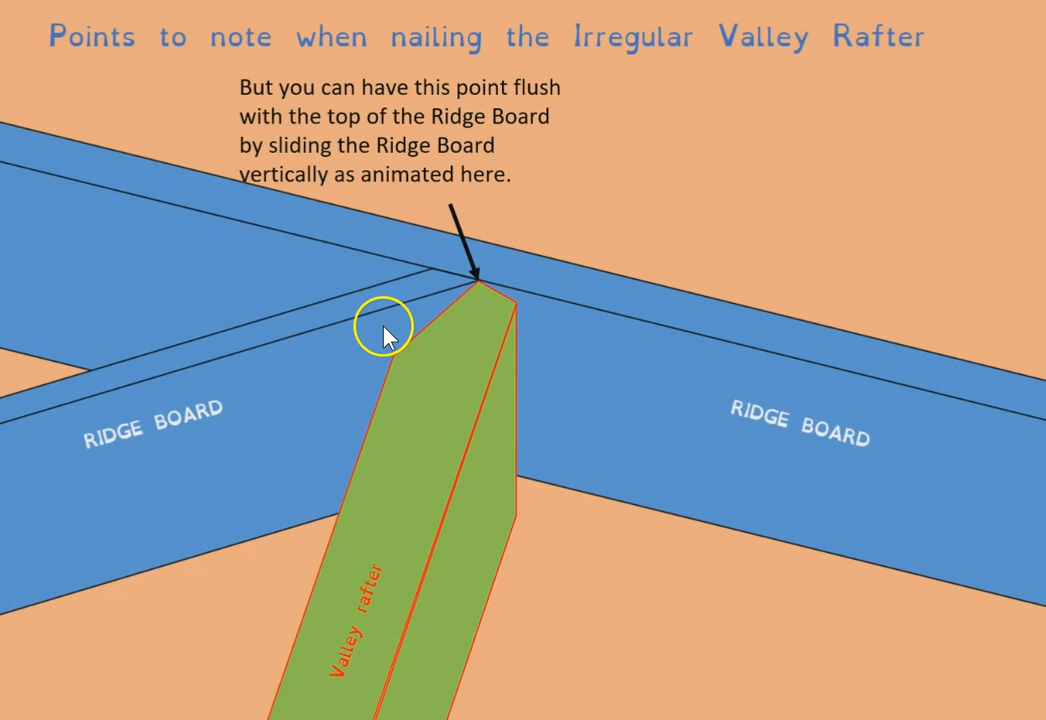 Points to note when nailing the Irregular Valley Rafter
But you can have this point flush
with the top of the Ridge Board
by sliding the Ridge Board
vertically as animated here.
RIDGE BOARD
RIDGE BOARD
Valley rafter